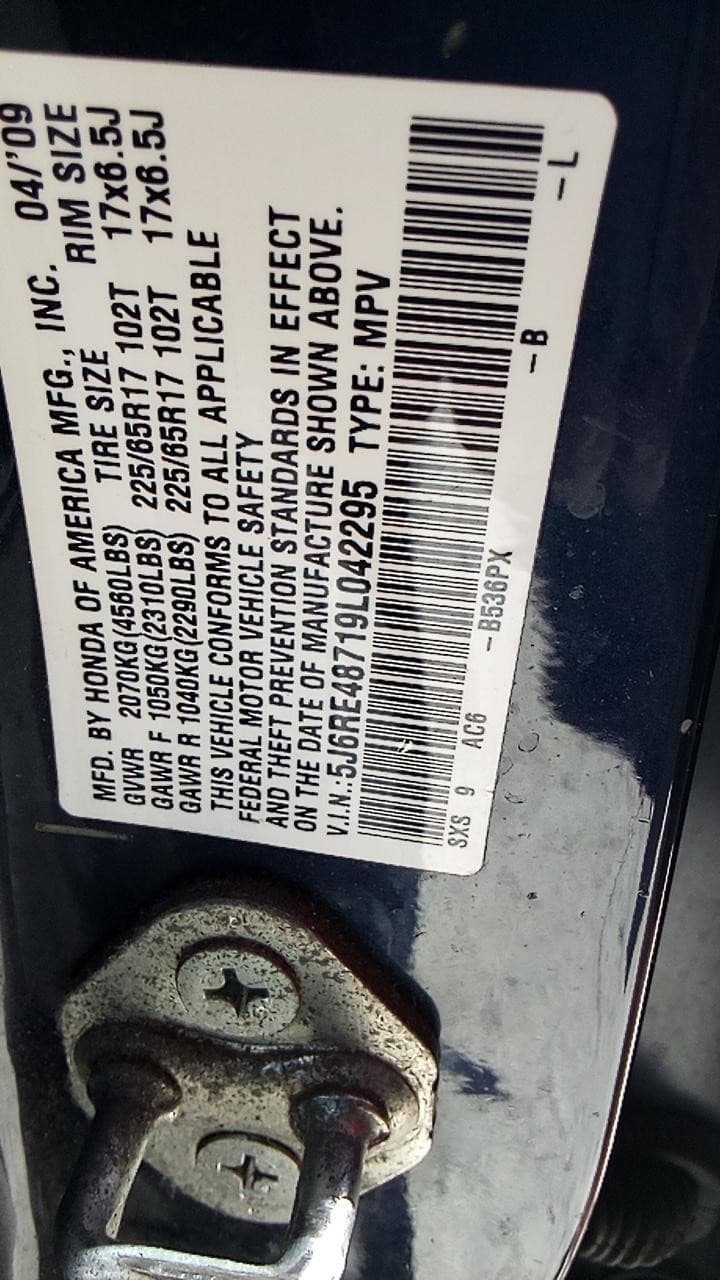 MFD. BY HONDA OF AMERICA MFG., INC. 04/'09
GVWR 2070KG(4560LBS) TIRE SIZE RIM SIZE
GAWR F 1050KG(2310LBS) 225/65R17 102T 17x6.5J
GAWR R 1040KG(2290LBS) 225/65R17 102T 17x6.5J
THIS VEHICLE CONFORMS TO ALL APPLICABLE
FEDERAL MOTOR VEHICLE SAFETY
AND THEFT PREVENTION STANDARDS IN EFFECT
ON THE DATE OF MANUFACTURE SHOWN ABOVE.
V.I.N.:5J6RE48719L042295 TYPE: MPV
SXS 9 AC6 -B536PX -B -L